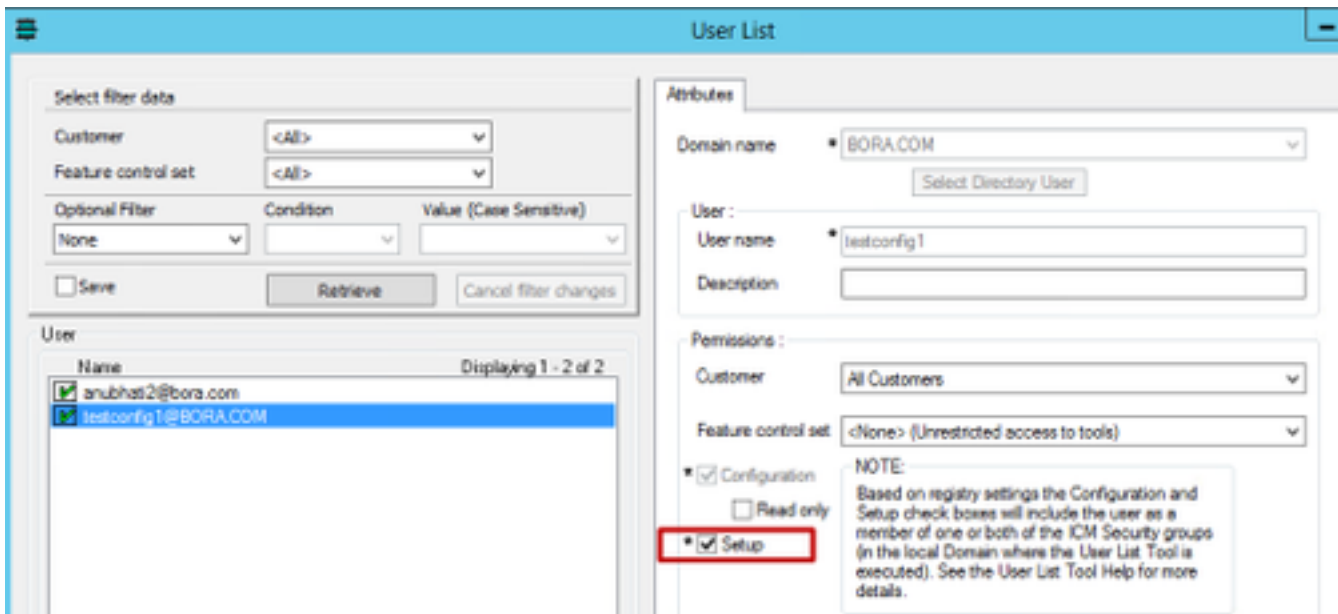 User List
Select filter data
Customer
<All>
Feature control set
<All>
Optional Filter
Condition
Value (Case Sensitive)
None
Save
Retrieve
Cancel filter changes
User
Name
Displaying 1 - 2 of 2
anubhati2@bora.com
testconfig1@BORA.COM
Attributes
Domain name
* BORA.COM
Select Directory User
User :
User name
* testconfig1
Description
Permissions :
Customer
All Customers
Feature control set
<None> (Unrestricted access to tools)
* Configuration
Read only
* Setup
NOTE:
Based on registry settings the Configuration and
Setup check boxes will include the user as a
member of one or both of the ICM Security groups
(in the local Domain where the User List Tool is
executed). See the User List Tool Help for more
details.